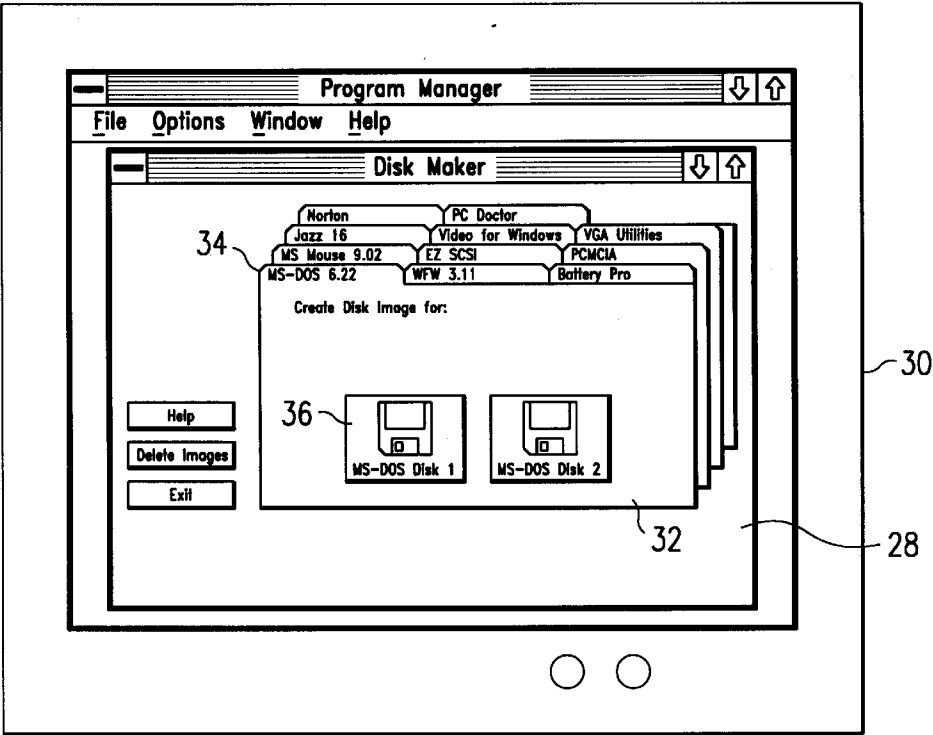 Program Manager
File Options Window Help
Disk Maker
Norton PC Doctor
Jazz 16 Video for Windows VGA Utilities
34
MS Mouse 9.02 EZ SCSI PCMCIA
MS-DOS 6.22 WFW 3.11 Battery Pro
Create Disk Image for:
30
36
Help
Delete Images
Exit
MS-DOS Disk 1 MS-DOS Disk 2
32
28